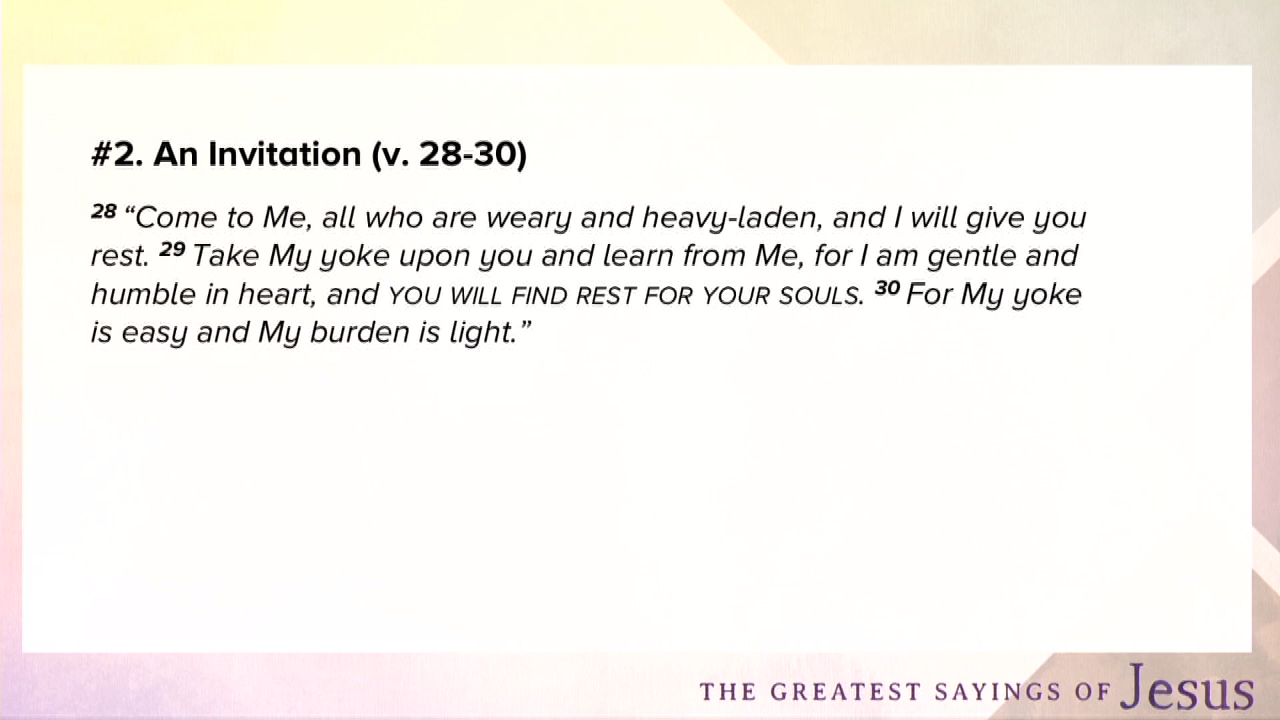 #2. An Invitation (v. 28-30)
28 “Come to Me, all who are weary and heavy-laden, and I will give you
rest. 29 Take My yoke upon you and learn from Me, for I am gentle and
humble in heart, and YOU WILL FIND REST FOR YOUR SOULS. 30 For My yoke
is easy and My burden is light.”
THE GREATEST SAYINGS OF Jesus